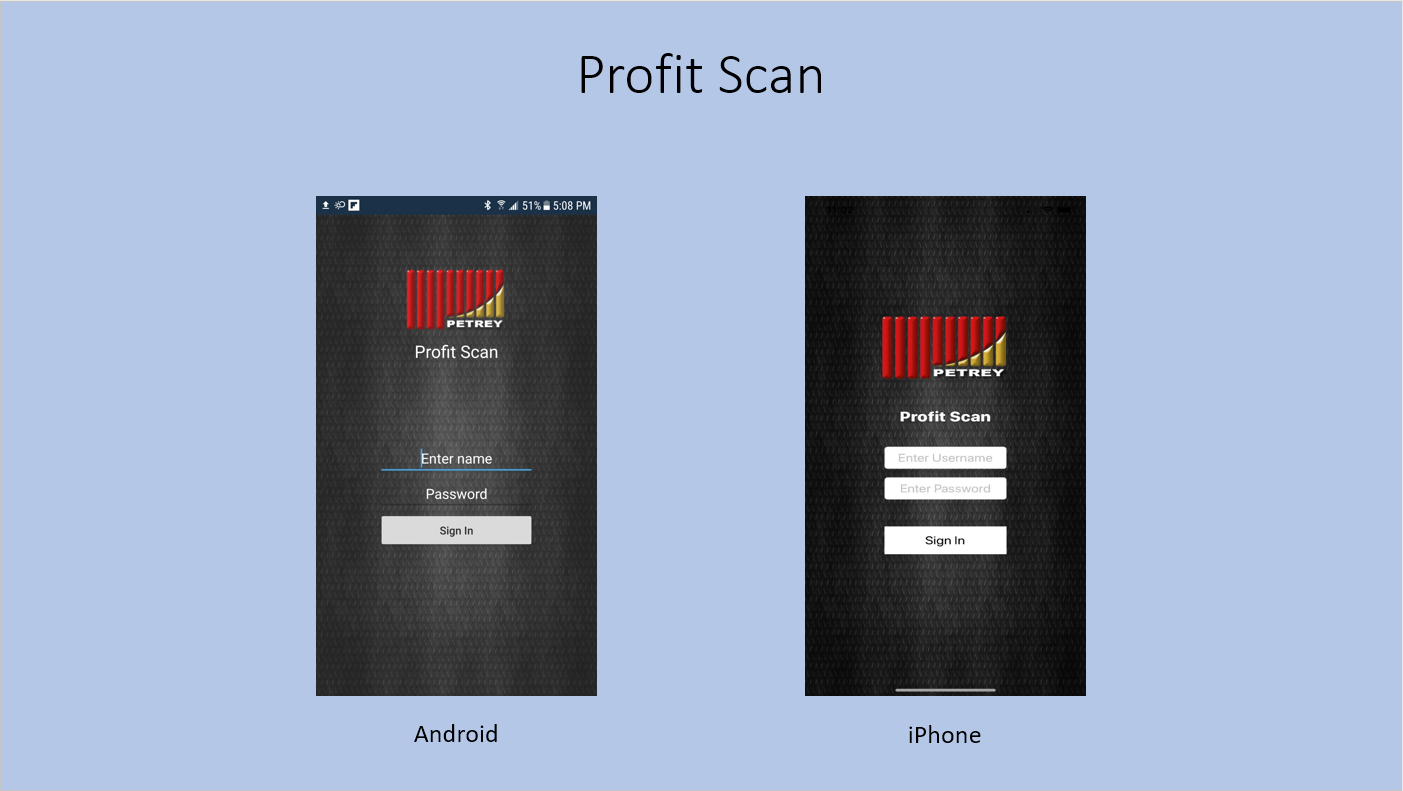 Profit Scan
51% 5:08 PM
PETREY
Profit Scan
Enter name
Password
Sign In
Android
PETREY
Profit Scan
Enter Username
Enter Password
Sign In
iPhone